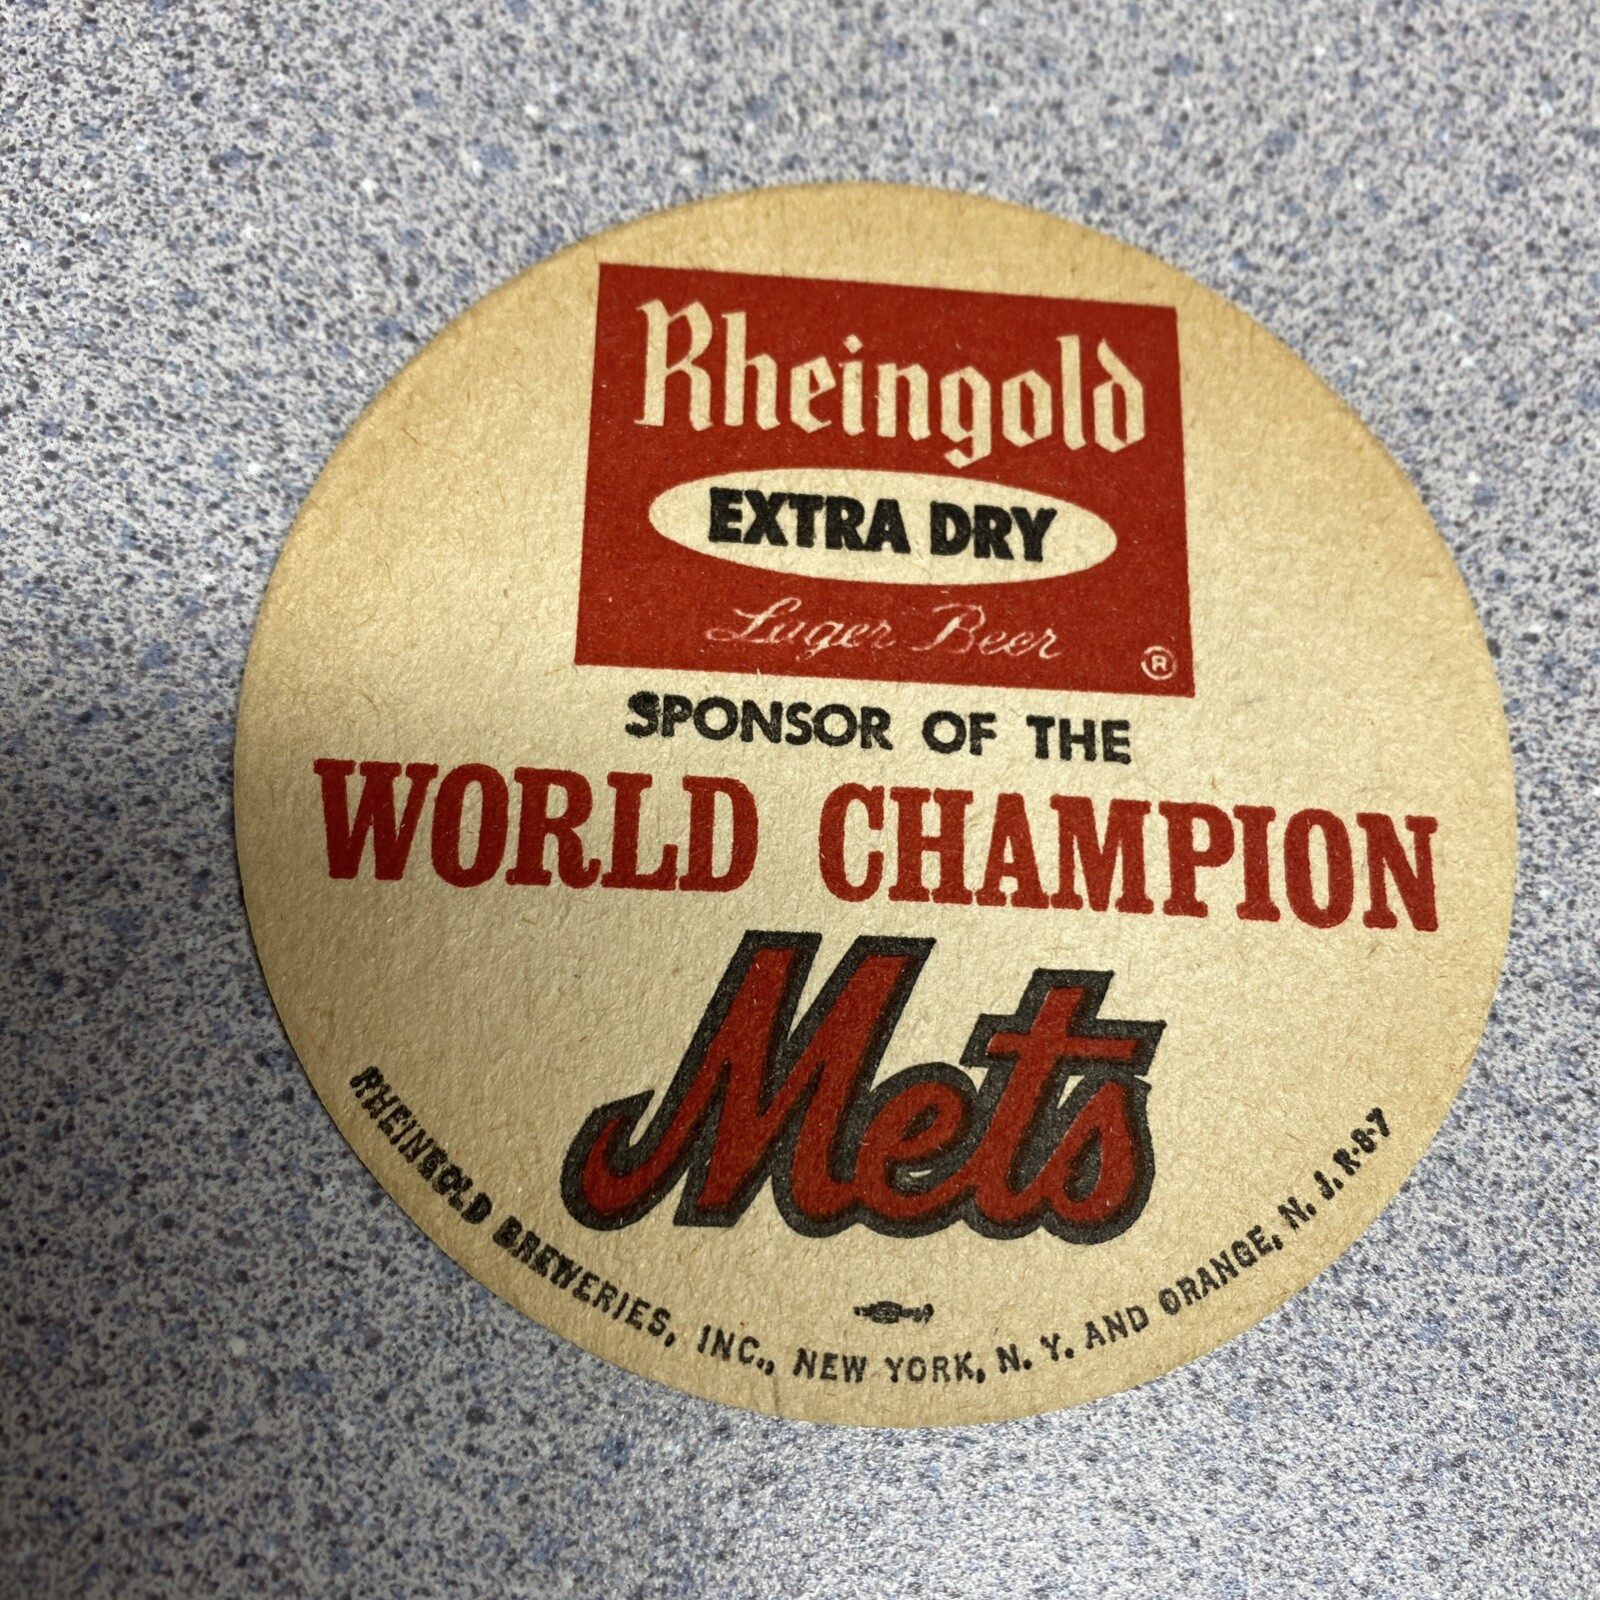 Rheingold
EXTRA DRY
Lager Beer
®
SPONSOR OF THE
WORLD CHAMPION
Mets
RHEINGOLD BREWERIES, INC., NEW YORK, N. Y. AND ORANGE, N. J. R-8-7